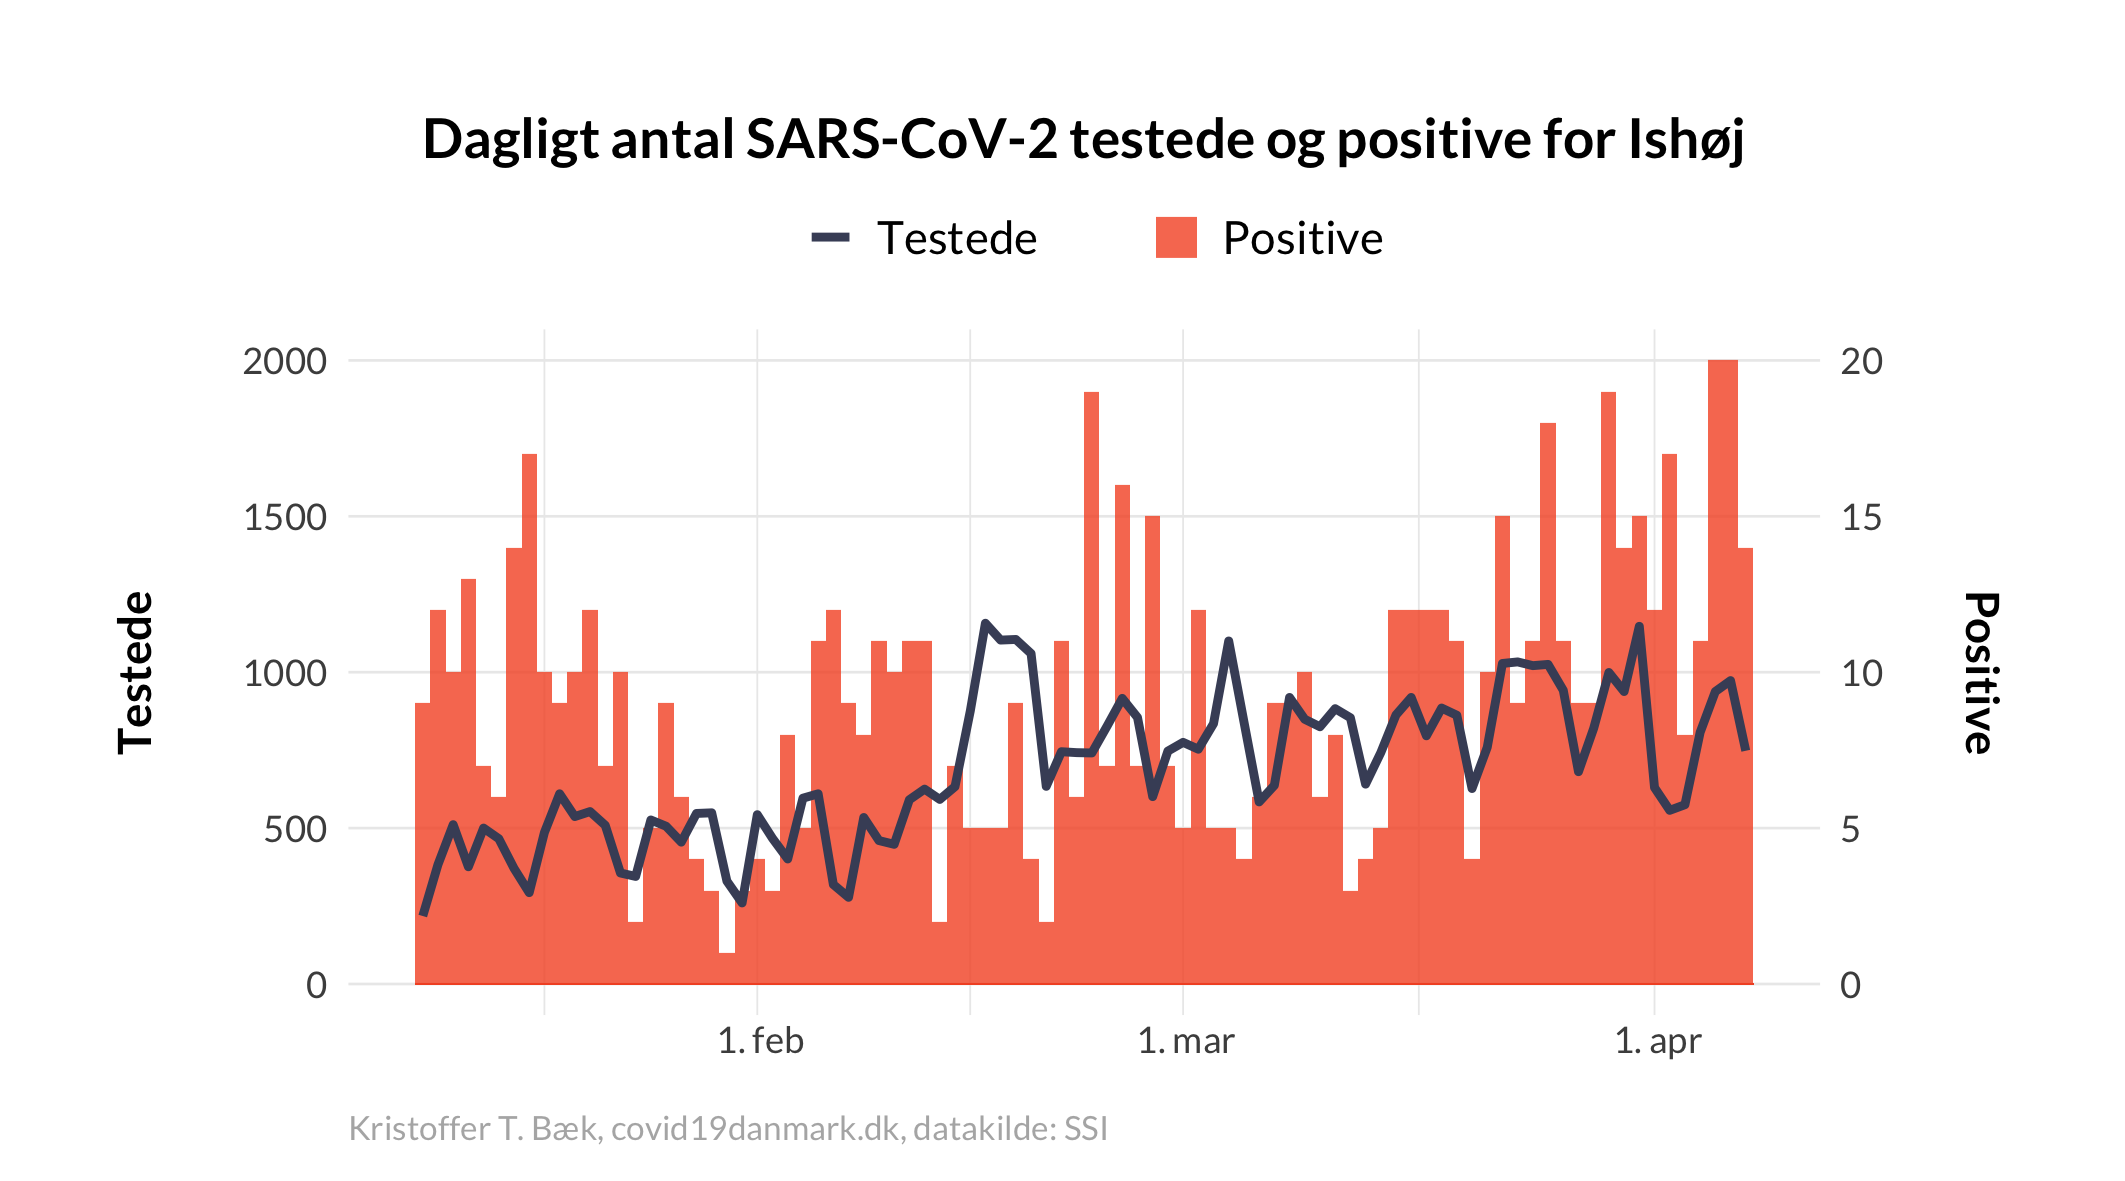 Dagligt antal SARS-CoV-2 testede og positive for Ishøj
Testede Positive
2000 20
1500 15
1000 10
500 5
0 0
Testede
Positive
1. feb 1. mar 1. apr
Kristoffer T. Bæk, covid19danmark.dk, datakilde: SSI